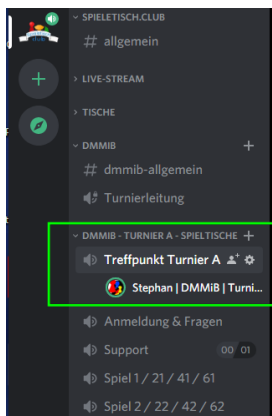 SPIELETISCH.CLUB
# allgemein
LIVE-STREAM
TISCHE
DMMIB
# dmmib-allgemein
Turnierleitung
DMMIB - TURNIER A - SPIELTISCHE
Treffpunkt Turnier A
Stephan | DMMiB | Turni...
Anmeldung & Fragen
Support 00 01
Spiel 1 / 21 / 41 / 61
Spiel 2 / 22 / 42 / 62